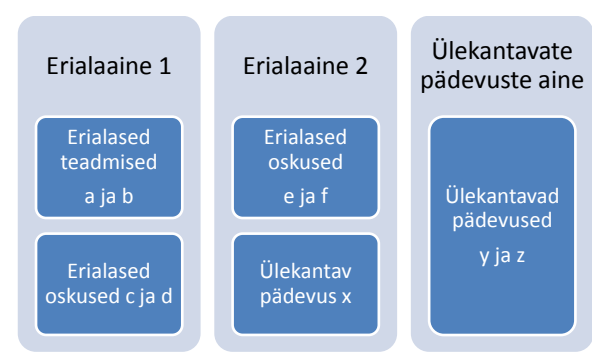 Erialaaine 1
Erialased
teadmised
a ja b
Erialased
oskused c ja d
Erialaaine 2
Erialased
oskused
e ja f
Ülekantav
pädevus x
Ülekantavate
pädevuste aine
Ülekantavad
pädevused
y ja z